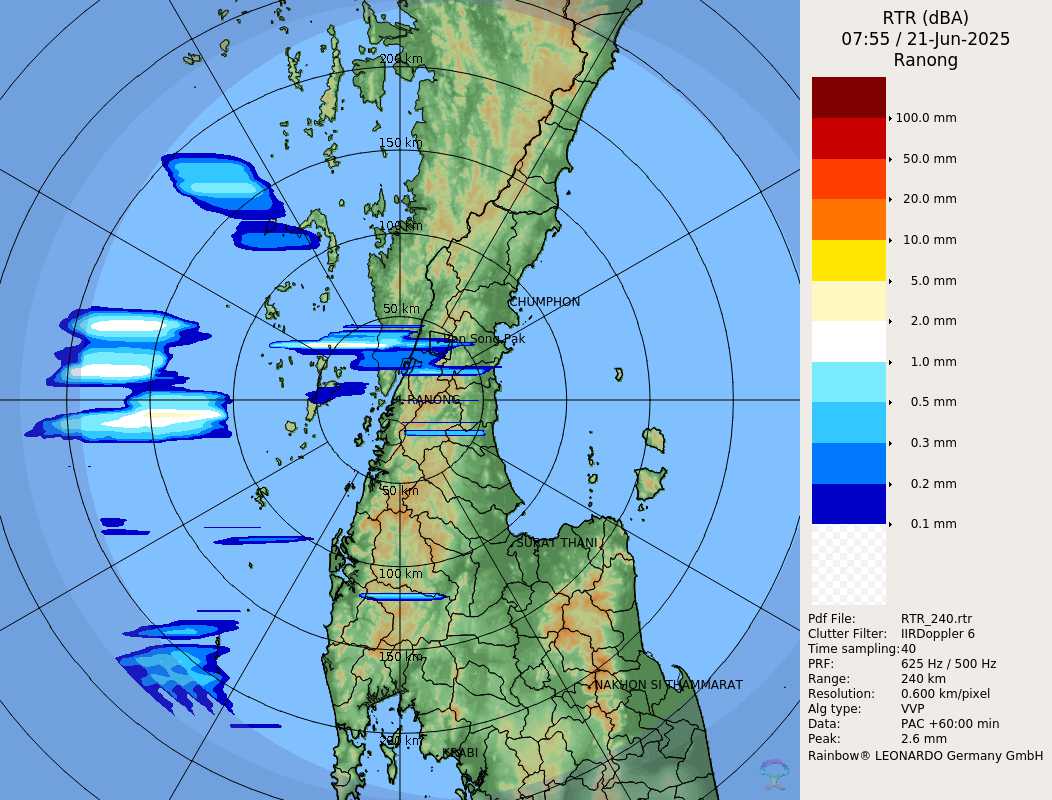 RTR (dBA)
07:55 / 21-Jun-2025
Ranong
100.0 mm
50.0 mm
20.0 mm
10.0 mm
5.0 mm
2.0 mm
1.0 mm
0.5 mm
0.3 mm
0.2 mm
0.1 mm
Pdf File: RTR_240.rtr
Clutter Filter: IIRDoppler 6
Time sampling:40
PRF: 625 Hz / 500 Hz
Range: 240 km
Resolution: 0.600 km/pixel
Alg type: VVP
Data: PAC +60:00 min
Peak: 2.6 mm
Rainbow® LEONARDO Germany GmbH
200 km
150 km
100 km
CHUMPHON
50 km
Ban Song Pak
RANONG
50 km
SURAT THANI
100 km
150 km
NAKHON SI THAMMARAT
200 km
KRABI